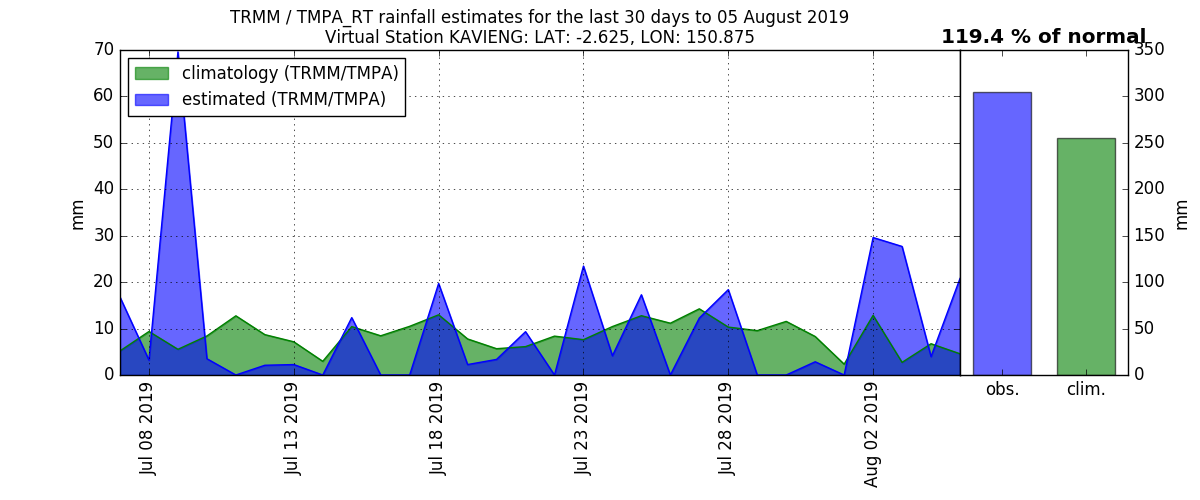 TRMM / TMPA_RT rainfall estimates for the last 30 days to 05 August 2019
Virtual Station KAVIENG: LAT: -2.625, LON: 150.875
119.4 % of normal
climatology (TRMM/TMPA)
estimated (TRMM/TMPA)
mm
70
60
50
40
30
20
10
0
Jul 08 2019
Jul 13 2019
Jul 18 2019
Jul 23 2019
Jul 28 2019
Aug 02 2019
obs.
clim.
350
300
250
200
150
100
50
0
mm